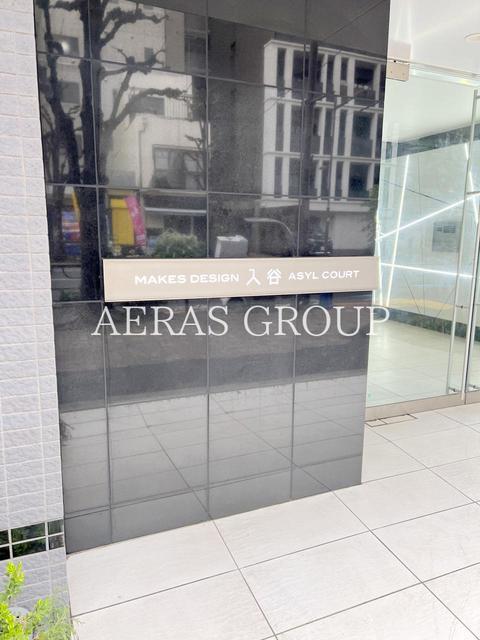 MAKES DESIGN 入谷 ASYL COURT
AERAS GROUP